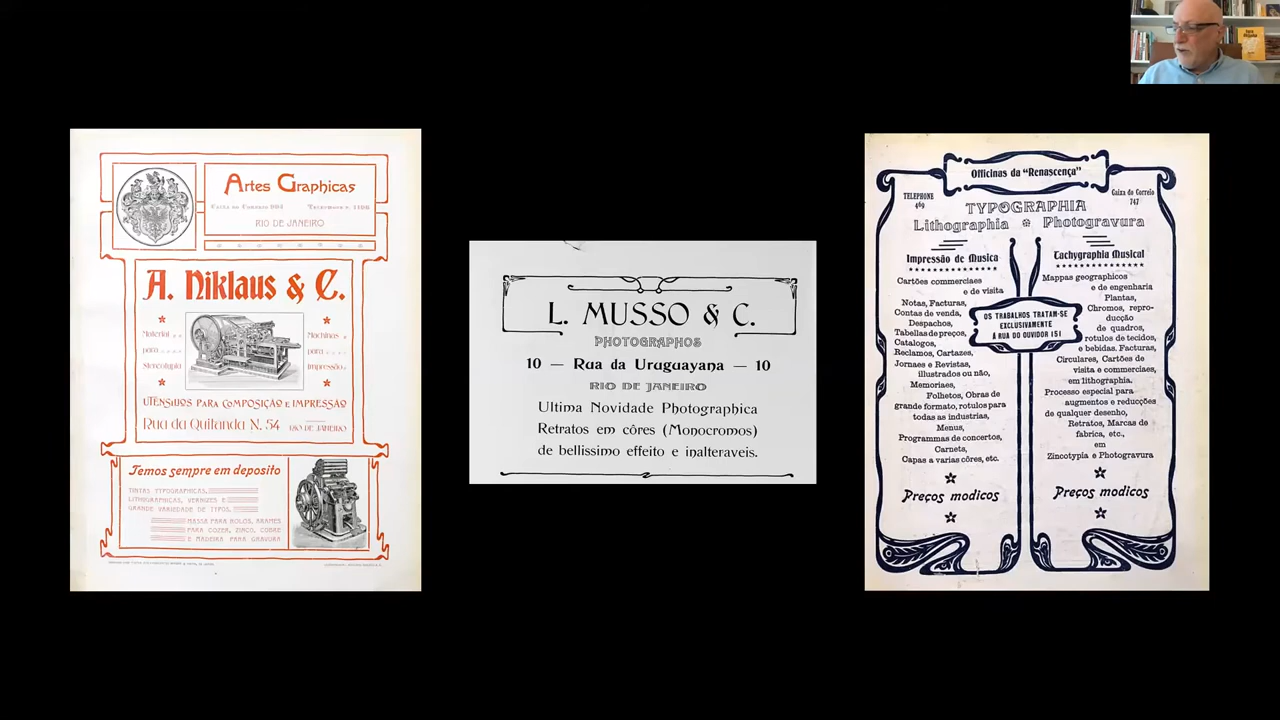 Artes Graphicas
CAIXA DO CORREIO 994 TELEPHONE N. 1196
RIO DE JANEIRO
A. Niklaus & C.
Material
para
Stereotypia
Machinas
para
Impressão
UTENSILIOS PARA COMPOSIÇÃO E IMPRESSÃO
Rua da Quitanda N. 54 RIO DE JANEIRO
Temos sempre em deposito
TINTAS TYPOGRAPHICAS,
LITHOGRAPHICAS, VERNIZES E
GRANDE VARIEDADE DE TYPOS,
MASSA PARA ROLOS, ARAMES
PARA COZER, ZINCO, COBRE
E MADEIRA PARA GRAVURA
L. MUSSO & C.
PHOTOGRAPHOS
10 — Rua da Uruguayana — 10
RIO DE JANEIRO
Ultima Novidade Photographica
Retratos em côres (Monocromos)
de bellissimo effeito e inalteraveis.
Officinas da "Renascença"
TELEPHONE
469
Caixa do Correio
747
TYPOGRAPHIA
Lithographia Photogravura
Impressão de Musica
Cartões commerciaes
e de visita
Notas, Facturas,
Contas de venda,
Despachos,
Tabellas de preços,
Catalogos,
Reclamos, Cartazes,
Jornaes e Revistas,
illustrados ou não,
Memoriaes,
Folhetos, Obras de
grande formato, rotulos para
todas as industrias,
Menus,
Programmas de concertos,
Carnets,
Capas a varias côres, etc.
Preços modicos
OS TRABALHOS TRATAM-SE
EXCLUSIVAMENTE
Á RUA DO OUVIDOR 151
Tachygraphia Musical
Mappas geographicos
e de engenharia
Plantas,
Chromos, repro-
ducção
de quadros,
rotulos de tecidos,
e bebidas. Facturas,
Circulares, Cartões de
visita e commerciaes,
em lithographia.
Processo especial para
augmentos e reducções
de qualquer desenho,
Retratos, Marcas de
fabrica, etc.,
em
Zincotypia e Photogravura
Preços modicos